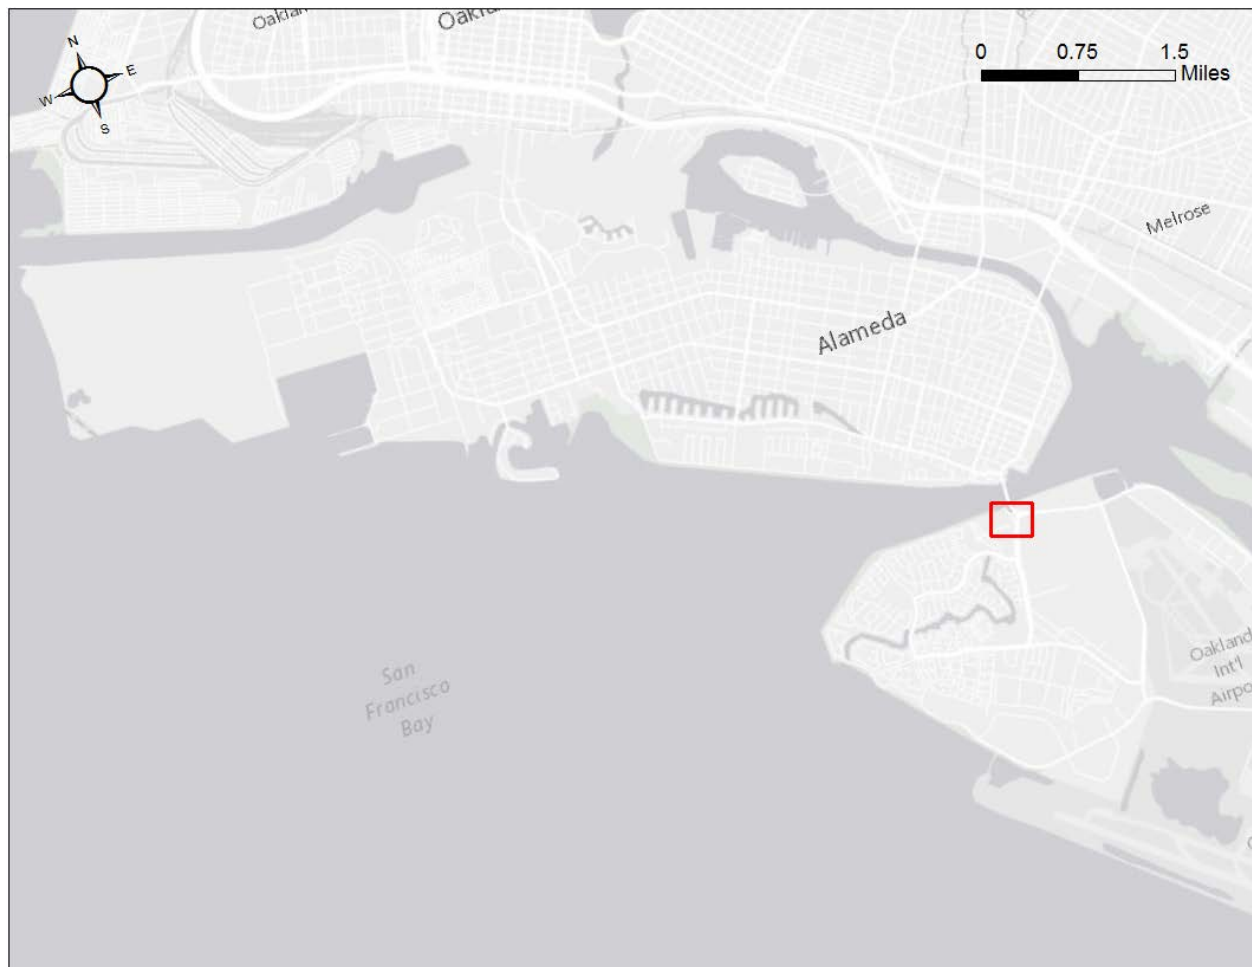 N
E
W
S
0 0.75 1.5
Miles
Melrose
Alameda
Oakland
Int'l
San
Francisco
Bay